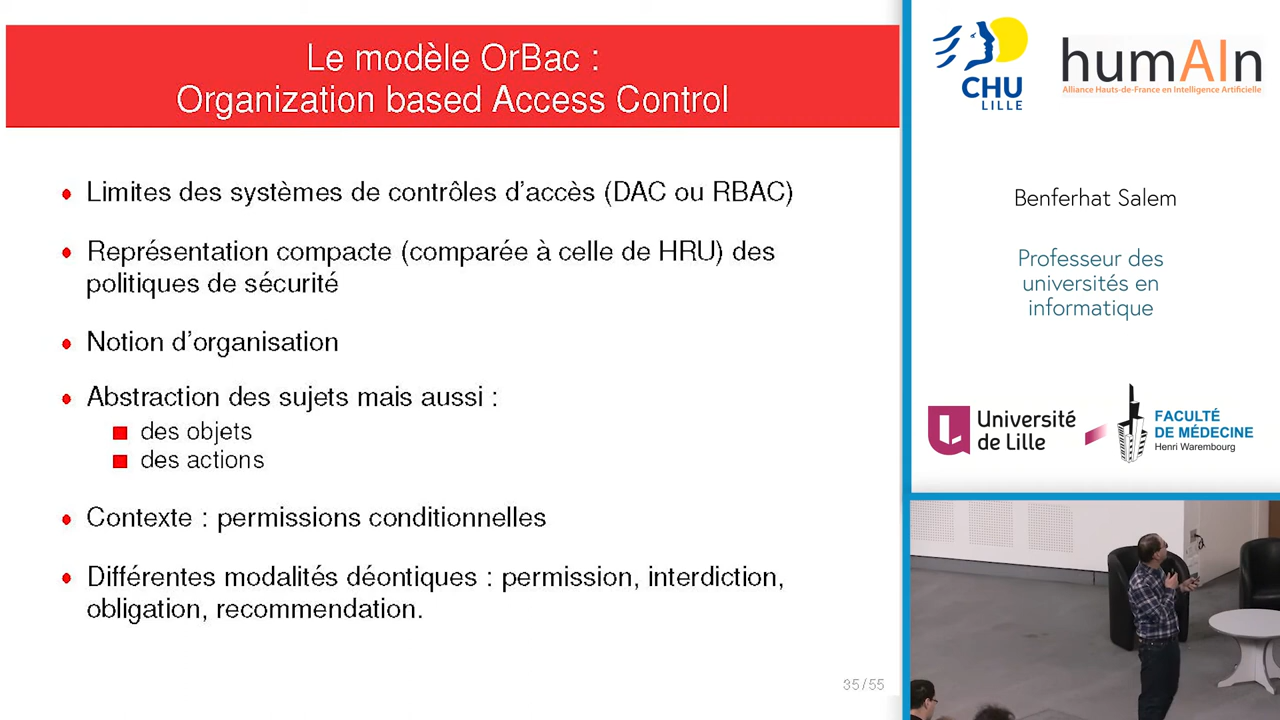 Le modèle OrBac :
Organization based Access Control
Limites des systèmes de contrôles d'accès (DAC ou RBAC)
Représentation compacte (comparée à celle de HRU) des
politiques de sécurité
Notion d'organisation
Abstraction des sujets mais aussi :
des objets
des actions
Contexte : permissions conditionnelles
Différentes modalités déontiques : permission, interdiction,
obligation, recommendation.
35/55
CHU
LILLE
humAIn
Alliance Hauts-de-France en Intelligence Artificielle
Benferhat Salem
Professeur des
universités en
informatique
Université
de Lille
FACULTÉ
DE MÉDECINE
Henri Warembourg